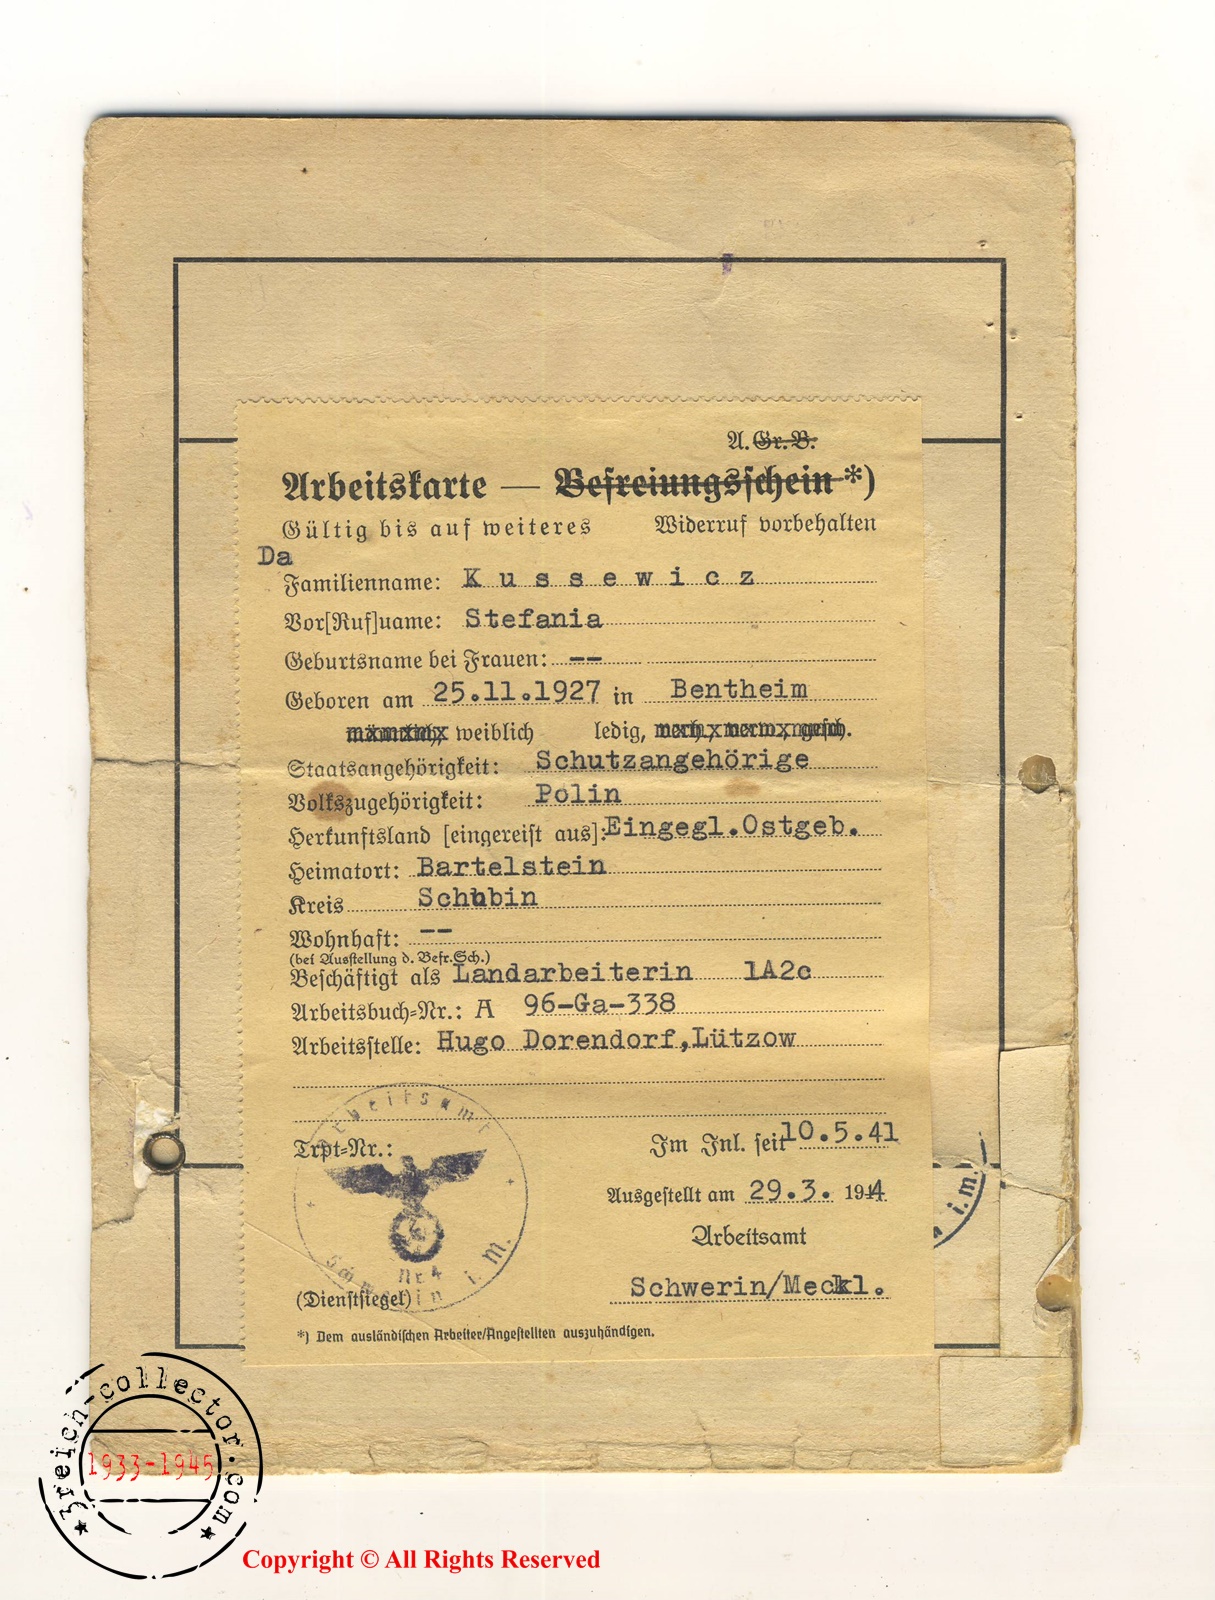 A. Gr. B.
Arbeitskarte — Befreiungsschein *)
Gültig bis auf weiteres Widerruf vorbehalten
Da
Familienname: Kussewicz
Vor[Ruf]name: Stefania
Geburtsname bei Frauen: --
Geboren am 25.11.1927 in Bentheim
männlich, weiblich ledig, verh., verw., gesch.
Staatsangehörigkeit: Schutzangehörige
Volkszugehörigkeit: Polin
Herkunftsland [eingereist aus]: Eingegl.Ostgeb.
Heimatort: Bartelstein
Kreis Schubin
Wohnhaft: --
(bei Ausstellung d. Befr.Sch.)
Beschäftigt als Landarbeiterin 1A2c
Arbeitsbuch-Nr.: A 96-Ga-338
Arbeitsstelle: Hugo Dorendorf,Lützow
Arbeitsamt
Trpt-Nr.: Im Inl. seit 10.5.41
Ausgestellt am 29.3. 1944
Arbeitsamt
Nr 4
Schwerin i. M.
i. m.
Schwerin/Meckl.
(Dienstsiegel)
*) Dem ausländischen Arbeiter/Angestellten auszuhändigen.
3reich-collector.com
1933-1945
Copyright © All Rights Reserved